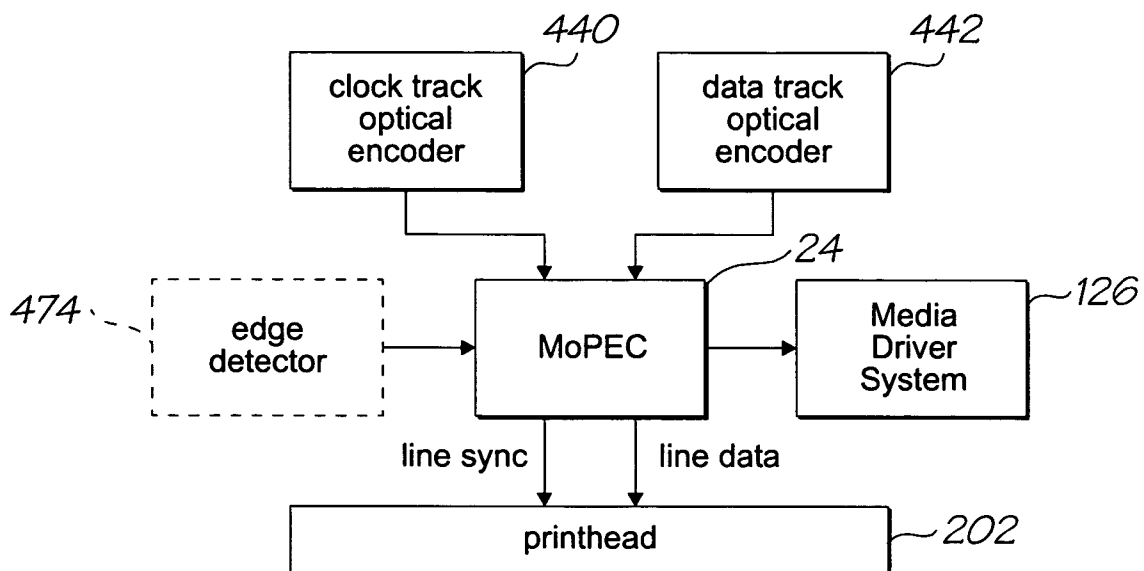 440
442
clock track
optical
encoder
data track
optical
encoder
24
126
474
edge
detector
MoPEC
Media
Driver
System
line sync
line data
printhead
202